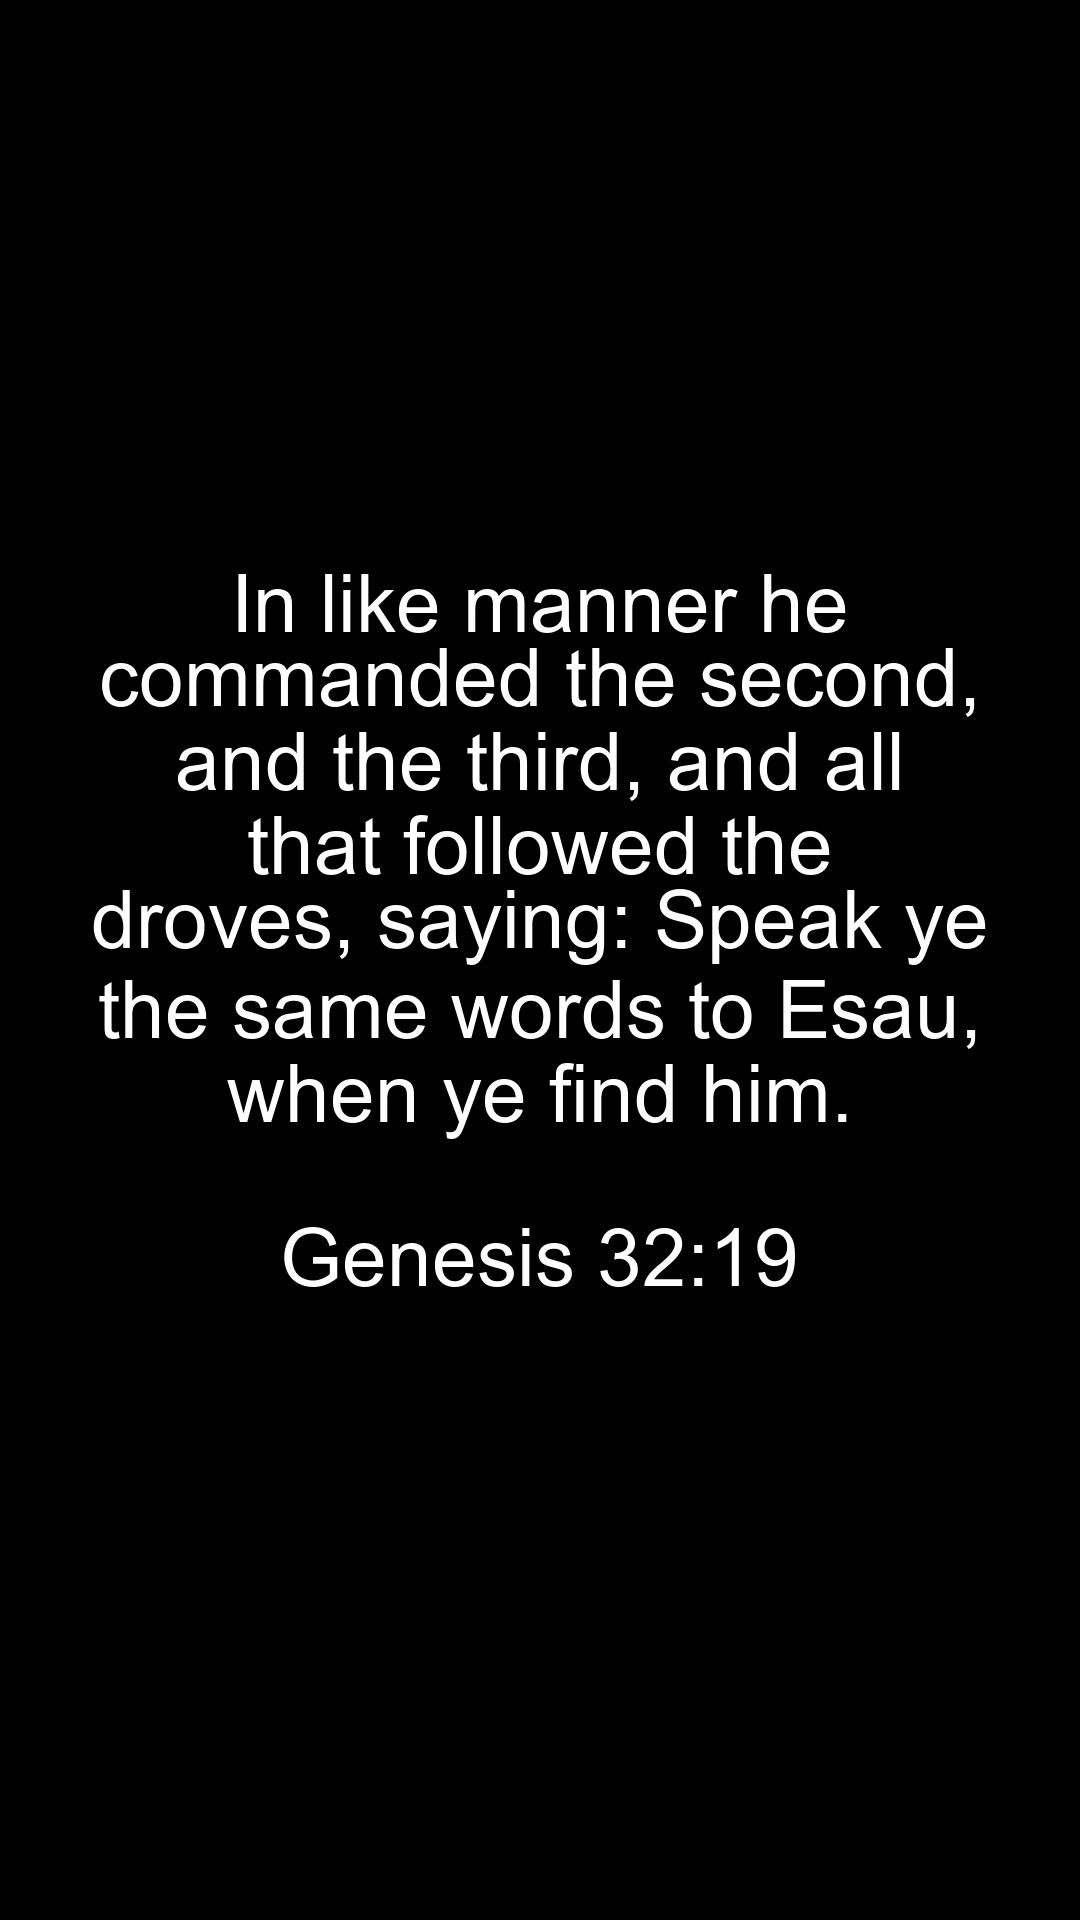 In like manner he
commanded the second,
and the third, and all
that followed the
droves, saying: Speak ye
the same words to Esau,
when ye find him.
Genesis 32:19